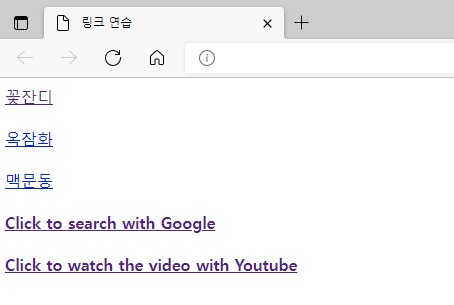 링크 연습
꽃잔디
옥잠화
맥문동
Click to search with Google
Click to watch the video with Youtube